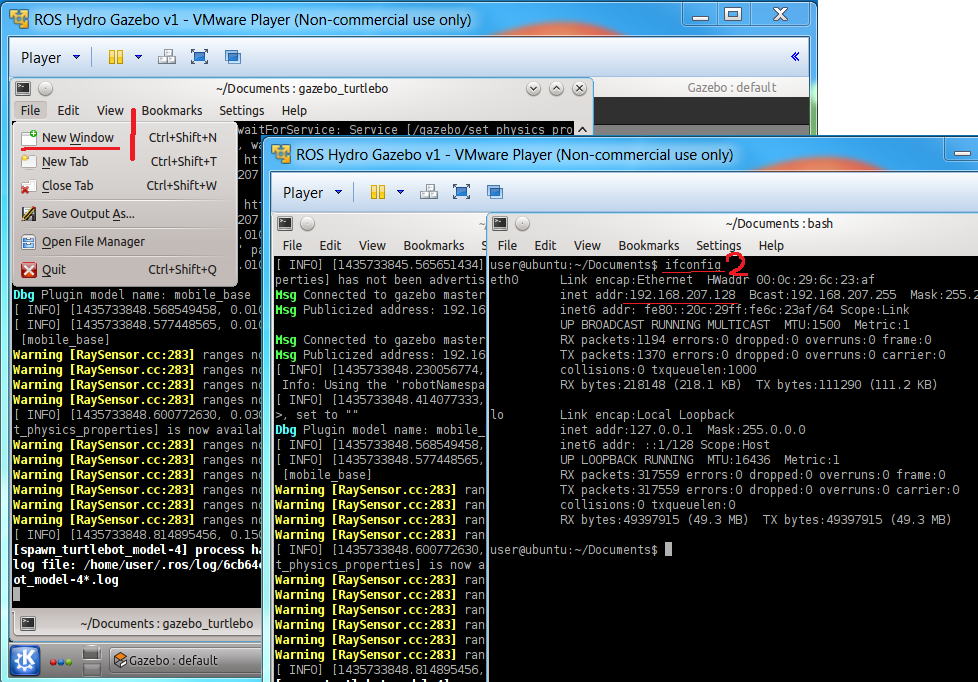 ROS Hydro Gazebo v1 - VMware Player (Non-commercial use only)
Player
~/Documents : gazebo_turtlebo
Gazebo : default
File Edit View Bookmarks Settings Help
New Window Ctrl+Shift+N
New Tab Ctrl+Shift+T
Close Tab Ctrl+Shift+W
Save Output As...
Open File Manager
Quit Ctrl+Shift+Q
waitForService: Service [/gazebo/set_physics_pro
Dbg Plugin model name: mobile_base
[ INFO] [1435733848.568549458, 0.010
[ INFO] [1435733848.577448565, 0.010
[mobile_base]
Warning [RaySensor.cc:283] ranges no
Warning [RaySensor.cc:283] ranges no
Warning [RaySensor.cc:283] ranges no
Warning [RaySensor.cc:283] ranges no
[ INFO] [1435733848.600772630, 0.030
t_physics_properties] is now availab
Warning [RaySensor.cc:283] ranges no
Warning [RaySensor.cc:283] ranges no
Warning [RaySensor.cc:283] ranges no
Warning [RaySensor.cc:283] ranges no
Warning [RaySensor.cc:283] ranges no
Warning [RaySensor.cc:283] ranges no
[ INFO] [1435733848.814895456, 0.150
[spawn_turtlebot_model-4] process ha
log file: /home/user/.ros/log/6cb64c
ot_model-4*.log
~/Documents : gazebo_turtlebo
Gazebo : default
ROS Hydro Gazebo v1 - VMware Player (Non-commercial use only)
Player
File Edit View Bookmarks S
[ INFO] [1435733845.565651434]
perties] has not been advertis
Msg Connected to gazebo master
Msg Publicized address: 192.16
Msg Connected to gazebo master
Msg Publicized address: 192.16
[ INFO] [1435733848.230056774,
Info: Using the 'robotNamespa
[ INFO] [1435733848.414077333,
>, set to ""
Dbg Plugin model name: mobile_
[ INFO] [1435733848.568549458,
[ INFO] [1435733848.577448565,
[mobile_base]
Warning [RaySensor.cc:283] ran
Warning [RaySensor.cc:283] ran
Warning [RaySensor.cc:283] ran
Warning [RaySensor.cc:283] ran
[ INFO] [1435733848.600772630,
t_physics_properties] is now a
Warning [RaySensor.cc:283] ran
Warning [RaySensor.cc:283] ran
Warning [RaySensor.cc:283] ran
Warning [RaySensor.cc:283] ran
Warning [RaySensor.cc:283] ran
Warning [RaySensor.cc:283] ran
[ INFO] [1435733848.814895456,
~/Documents : bash
File Edit View Bookmarks Settings Help
user@ubuntu:~/Documents$ ifconfig 2
eth0 Link encap:Ethernet HWaddr 00:0c:29:6c:23:af
inet addr:192.168.207.128 Bcast:192.168.207.255 Mask:255.2
inet6 addr: fe80::20c:29ff:fe6c:23af/64 Scope:Link
UP BROADCAST RUNNING MULTICAST MTU:1500 Metric:1
RX packets:1194 errors:0 dropped:0 overruns:0 frame:0
TX packets:1370 errors:0 dropped:0 overruns:0 carrier:0
collisions:0 txqueuelen:1000
RX bytes:218148 (218.1 KB) TX bytes:111290 (111.2 KB)
lo Link encap:Local Loopback
inet addr:127.0.0.1 Mask:255.0.0.0
inet6 addr: ::1/128 Scope:Host
UP LOOPBACK RUNNING MTU:16436 Metric:1
RX packets:317559 errors:0 dropped:0 overruns:0 frame:0
TX packets:317559 errors:0 dropped:0 overruns:0 carrier:0
collisions:0 txqueuelen:0
RX bytes:49397915 (49.3 MB) TX bytes:49397915 (49.3 MB)
user@ubuntu:~/Documents$